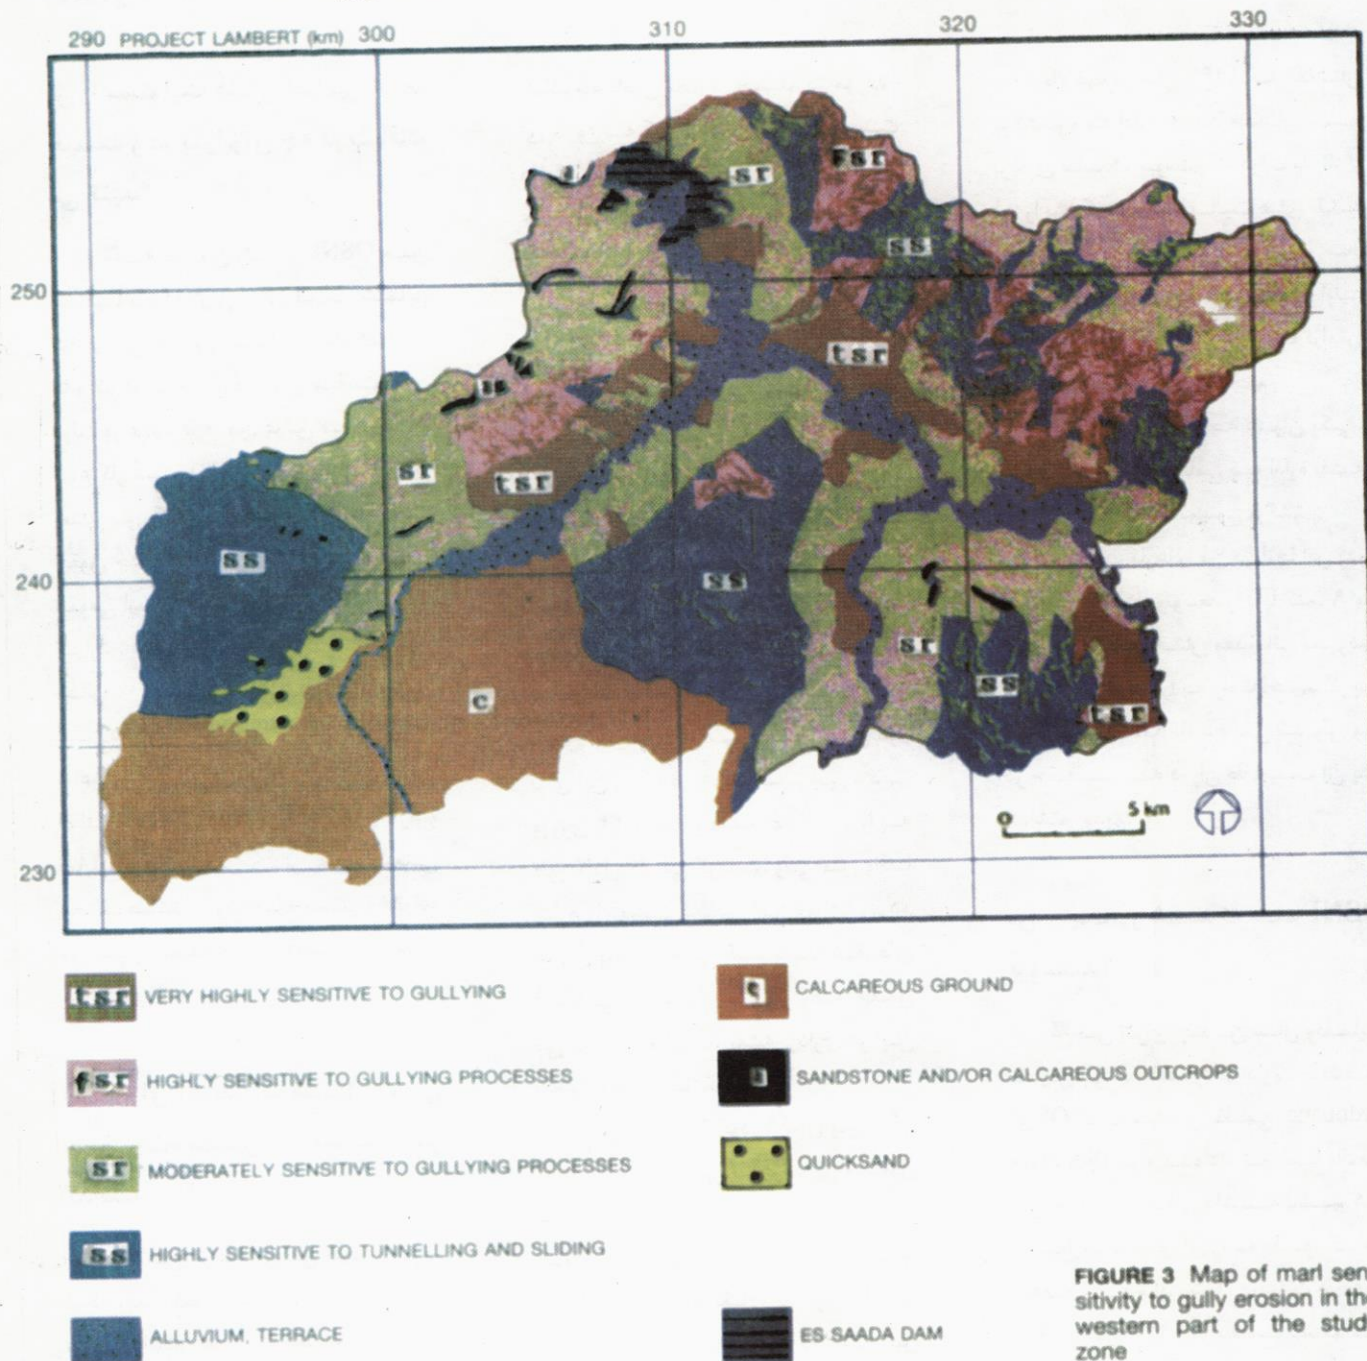 290 PROJECT LAMBERT (km) 300 310 320 330
sr
fsr
ss
250
tsr
sr
tsr
ss
240
ss
sr
c
ss
tsr
0 5 km
230
tsr VERY HIGHLY SENSITIVE TO GULLYING
fsr HIGHLY SENSITIVE TO GULLYING PROCESSES
sr MODERATELY SENSITIVE TO GULLYING PROCESSES
ss HIGHLY SENSITIVE TO TUNNELLING AND SLIDING
ALLUVIUM, TERRACE
c CALCAREOUS GROUND
SANDSTONE AND/OR CALCAREOUS OUTCROPS
QUICKSAND
ES SAADA DAM
FIGURE 3 Map of marl sen-
sitivity to gully erosion in the
western part of the stud
zone